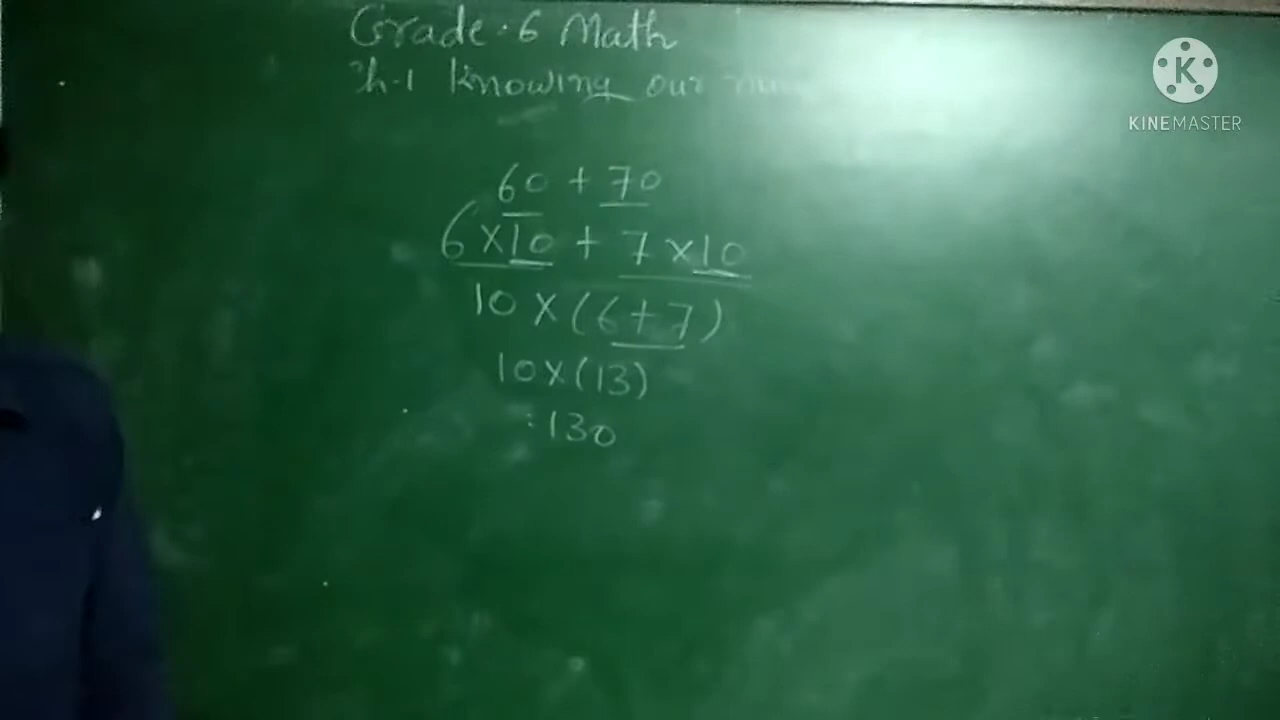 Grade·6 Math
Ch-1 Knowing our
60 + 70
6×10 + 7×10
10×(6+7)
10×(13)
=130
K
KINEMASTER